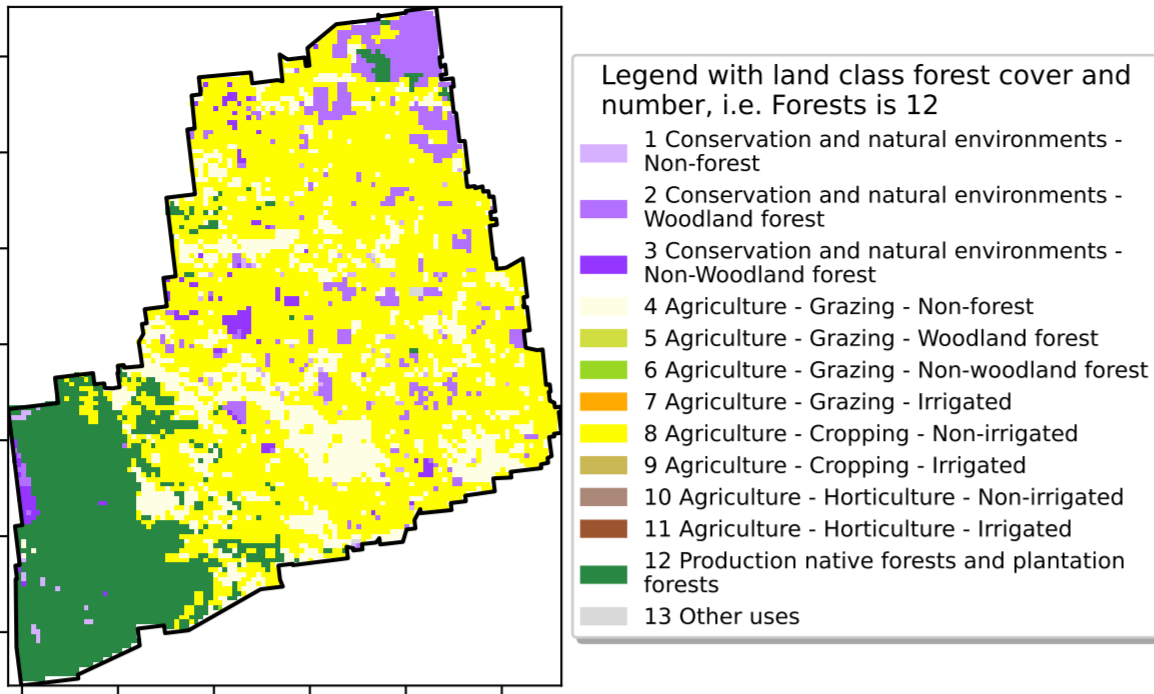 Legend with land class forest cover and
number, i.e. Forests is 12
1 Conservation and natural environments -
Non-forest
2 Conservation and natural environments -
Woodland forest
3 Conservation and natural environments -
Non-Woodland forest
4 Agriculture - Grazing - Non-forest
5 Agriculture - Grazing - Woodland forest
6 Agriculture - Grazing - Non-woodland forest
7 Agriculture - Grazing - Irrigated
8 Agriculture - Cropping - Non-irrigated
9 Agriculture - Cropping - Irrigated
10 Agriculture - Horticulture - Non-irrigated
11 Agriculture - Horticulture - Irrigated
12 Production native forests and plantation
forests
13 Other uses